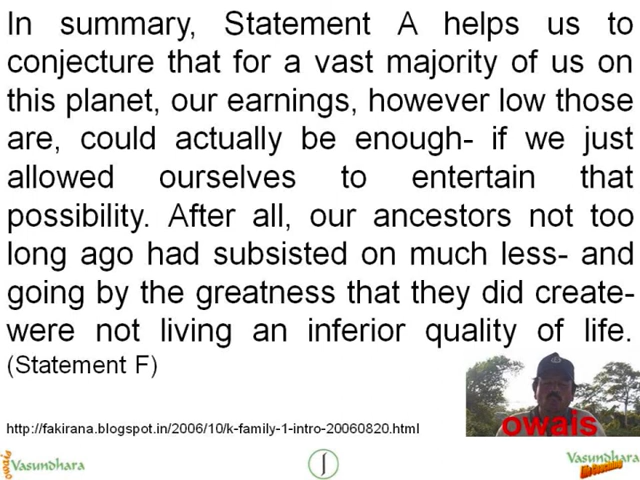 In summary, Statement A helps us to
conjecture that for a vast majority of us on
this planet, our earnings, however low those
are, could actually be enough- if we just
allowed ourselves to entertain that
possibility. After all, our ancestors not too
long ago had subsisted on much less- and
going by the greatness that they did create-
were not living an inferior quality of life.
(Statement F)
owais
http://fakirana.blogspot.in/2006/10/k-family-1-intro-20060820.html
owais
Vasundhara
Vasundhara
Life Coaching